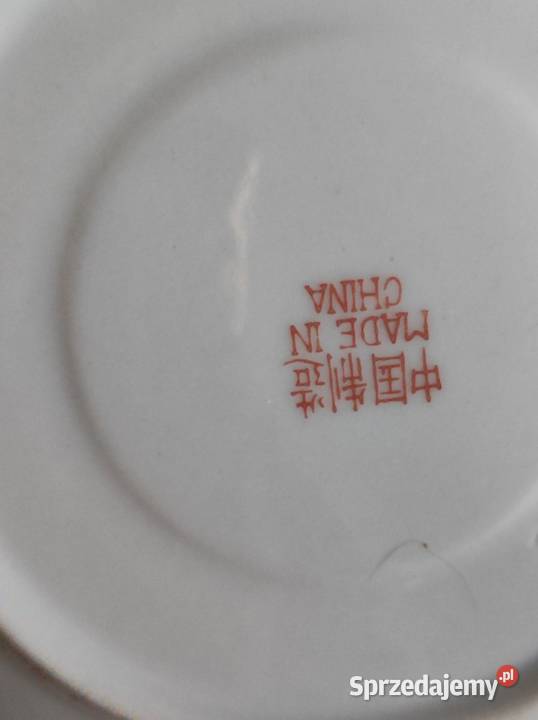 中国制造
MADE IN
CHINA
Sprzedajemy.pl